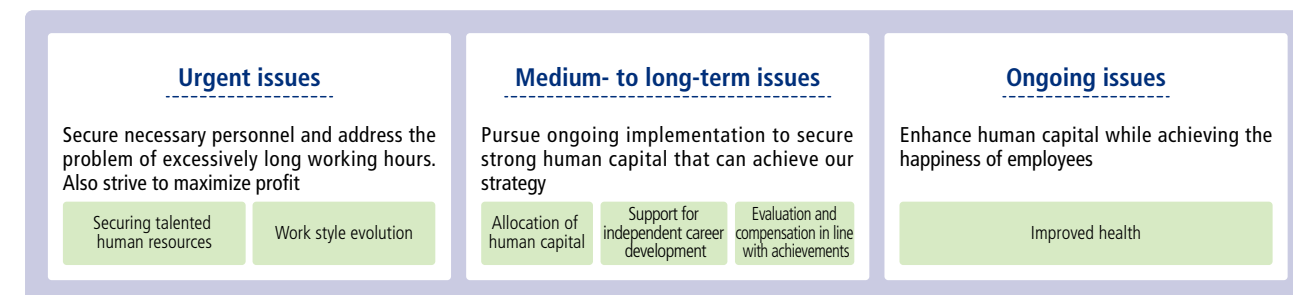 Urgent issues
Secure necessary personnel and address the
problem of excessively long working hours.
Also strive to maximize profit
Securing talented
human resources
Work style evolution
Medium- to long-term issues
Pursue ongoing implementation to secure
strong human capital that can achieve our
strategy
Allocation of
human capital
Support for
independent career
development
Evaluation and
compensation in line
with achievements
Ongoing issues
Enhance human capital while achieving the
happiness of employees
Improved health